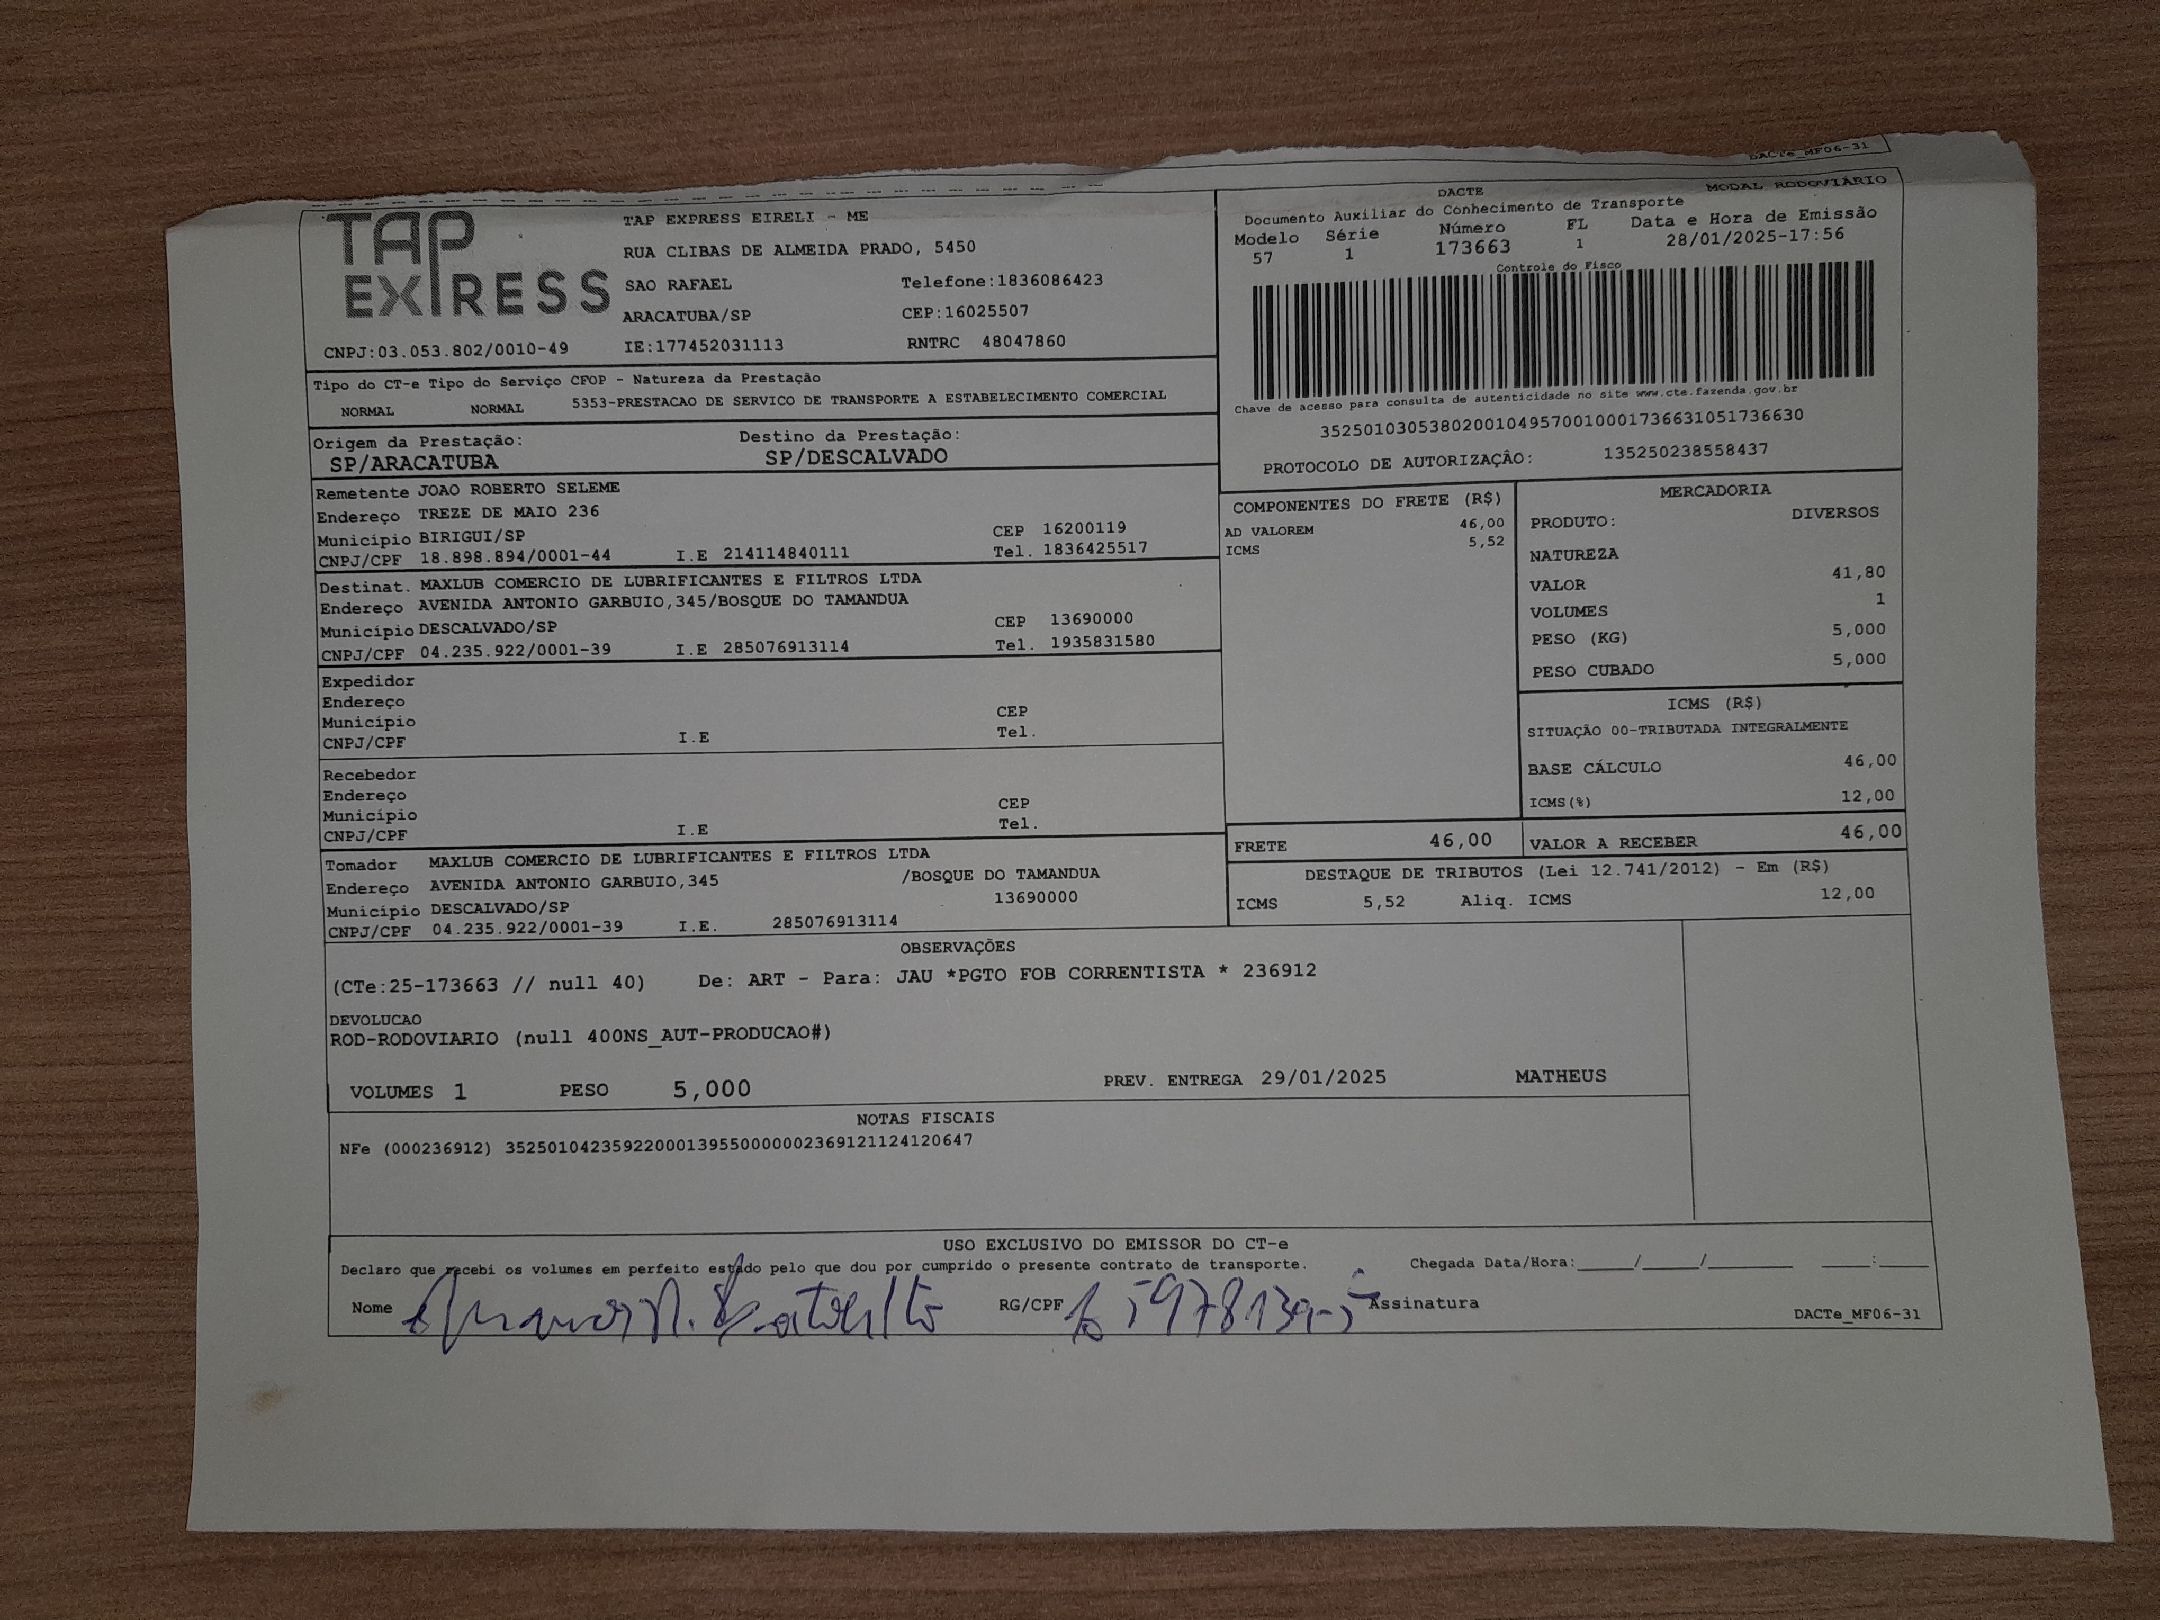 DACTe_MF06-31
TAP EXPRESS
TAP EXPRESS EIRELI - ME
RUA CLIBAS DE ALMEIDA PRADO, 5450
SAO RAFAEL Telefone:1836086423
ARACATUBA/SP CEP:16025507
CNPJ:03.053.802/0010-49 IE:177452031113 RNTRC 48047860
DACTE MODAL RODOVIÁRIO
Documento Auxiliar do Conhecimento de Transporte
Modelo Série Número FL Data e Hora de Emissão
57 1 173663 1 28/01/2025-17:56
Controle do Fisco
Chave de acesso para consulta de autenticidade no site www.cte.fazenda.gov.br
35250103053802001049570010001736631051736630
PROTOCOLO DE AUTORIZAÇÂO: 135250238558437
Tipo do CT-e Tipo do Serviço CFOP - Natureza da Prestação
NORMAL NORMAL 5353-PRESTACAO DE SERVICO DE TRANSPORTE A ESTABELECIMENTO COMERCIAL
Origem da Prestação: Destino da Prestação:
SP/ARACATUBA SP/DESCALVADO
Remetente JOAO ROBERTO SELEME
Endereço TREZE DE MAIO 236
Município BIRIGUI/SP CEP 16200119
CNPJ/CPF 18.898.894/0001-44 I.E 214114840111 Tel. 1836425517
Destinat. MAXLUB COMERCIO DE LUBRIFICANTES E FILTROS LTDA
Endereço AVENIDA ANTONIO GARBUIO,345/BOSQUE DO TAMANDUA
Município DESCALVADO/SP CEP 13690000
CNPJ/CPF 04.235.922/0001-39 I.E 285076913114 Tel. 1935831580
Expedidor
Endereço
Município CEP
CNPJ/CPF I.E Tel.
Recebedor
Endereço
Município CEP
CNPJ/CPF I.E Tel.
Tomador MAXLUB COMERCIO DE LUBRIFICANTES E FILTROS LTDA
Endereço AVENIDA ANTONIO GARBUIO,345 /BOSQUE DO TAMANDUA
Município DESCALVADO/SP 13690000
CNPJ/CPF 04.235.922/0001-39 I.E. 285076913114
COMPONENTES DO FRETE (R$)
AD VALOREM 46,00
ICMS 5,52
MERCADORIA
PRODUTO: DIVERSOS
NATUREZA
VALOR 41,80
VOLUMES 1
PESO (KG) 5,000
PESO CUBADO 5,000
ICMS (R$)
SITUAÇÃO 00-TRIBUTADA INTEGRALMENTE
BASE CÁLCULO 46,00
ICMS(%) 12,00
FRETE 46,00 VALOR A RECEBER 46,00
DESTAQUE DE TRIBUTOS (Lei 12.741/2012) - Em (R$)
ICMS 5,52 Aliq. ICMS 12,00
OBSERVAÇÕES
(CTe:25-173663 // null 40) De: ART - Para: JAU *PGTO FOB CORRENTISTA * 236912
DEVOLUCAO
ROD-RODOVIARIO (null 400NS_AUT-PRODUCAO#)
VOLUMES 1 PESO 5,000 PREV. ENTREGA 29/01/2025 MATHEUS
NOTAS FISCAIS
NFe (000236912) 35250104235922000139550000002369121124120647
USO EXCLUSIVO DO EMISSOR DO CT-e
Declaro que recebi os volumes em perfeito estado pelo que dou por cumprido o presente contrato de transporte. Chegada Data/Hora:_____/_____/________ ____:_____
Nome RG/CPF Assinatura DACTe_MF06-31